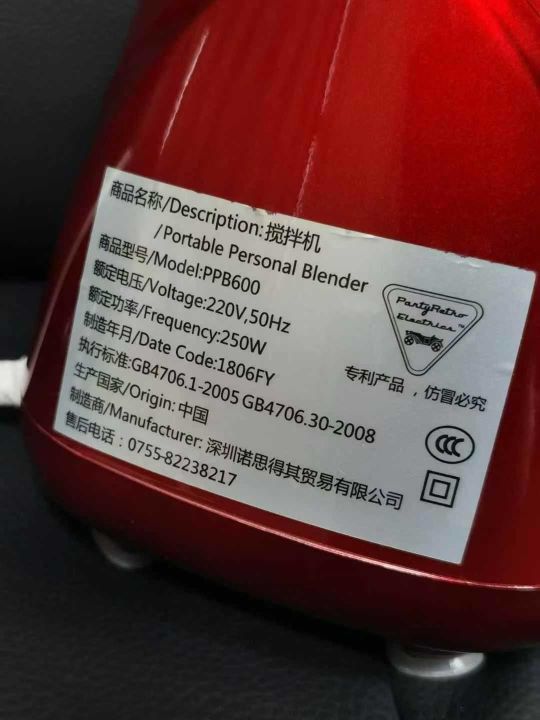 商品名称/Description:搅拌机
/Portable Personal Blender
商品型号/Model:PPB600
额定电压/Voltage:220V,50Hz
额定功率/Frequency:250W
制造年月/Date Code:1806FY
执行标准:GB4706.1-2005 GB4706.30-2008
生产国家/Origin: 中国
制造商/Manufacturer: 深圳诺思得其贸易有限公司
售后电话：0755-82238217
PartyRetro
Electrics™
专利产品，仿冒必究
CCC